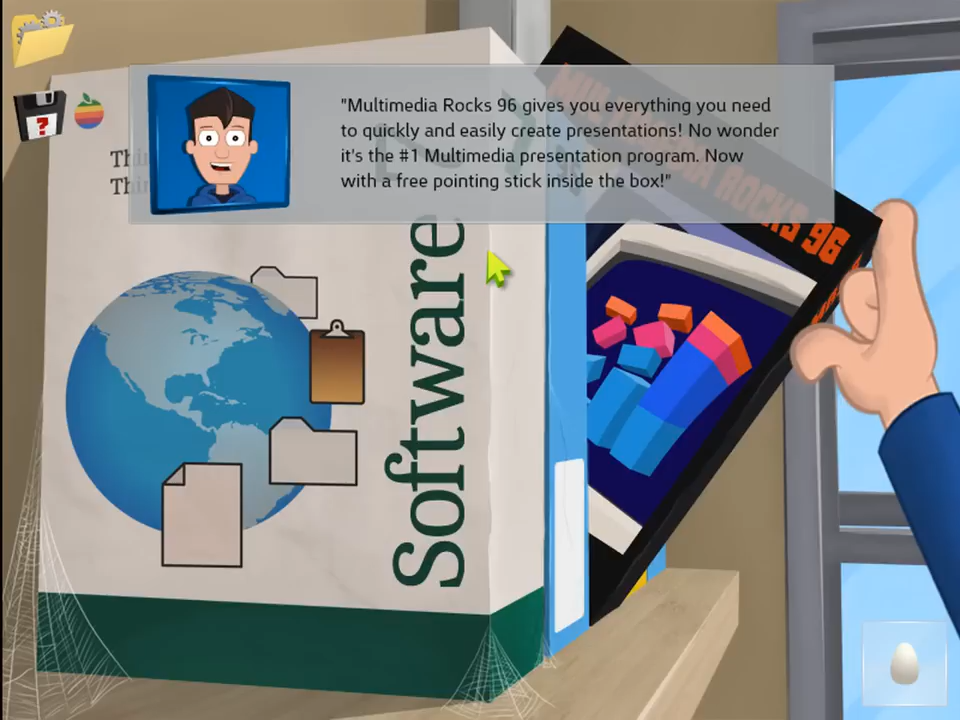 ?
"Multimedia Rocks 96 gives you everything you need
to quickly and easily create presentations! No wonder
it's the #1 Multimedia presentation program. Now
with a free pointing stick inside the box!"
Software
ROCKS 96